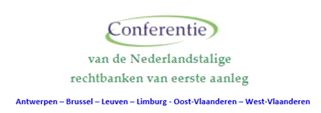 Conferentie
van de Nederlandstalige
rechtbanken van eerste aanleg
Antwerpen – Brussel – Leuven – Limburg - Oost-Vlaanderen – West-Vlaanderen